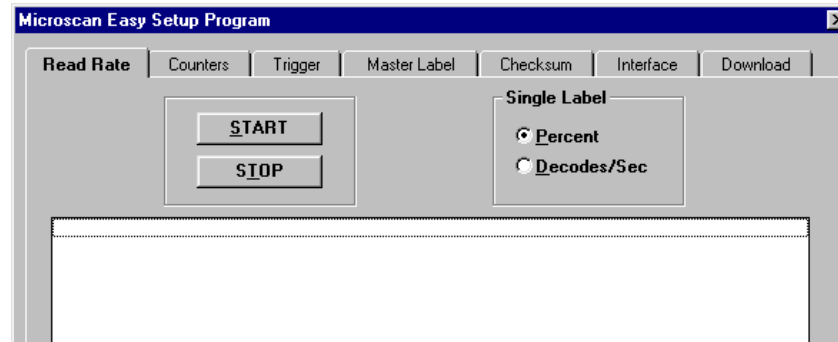 Microscan Easy Setup Program
Read Rate Counters Trigger Master Label Checksum Interface Download
Single Label
START
Percent
STOP
Decodes/Sec